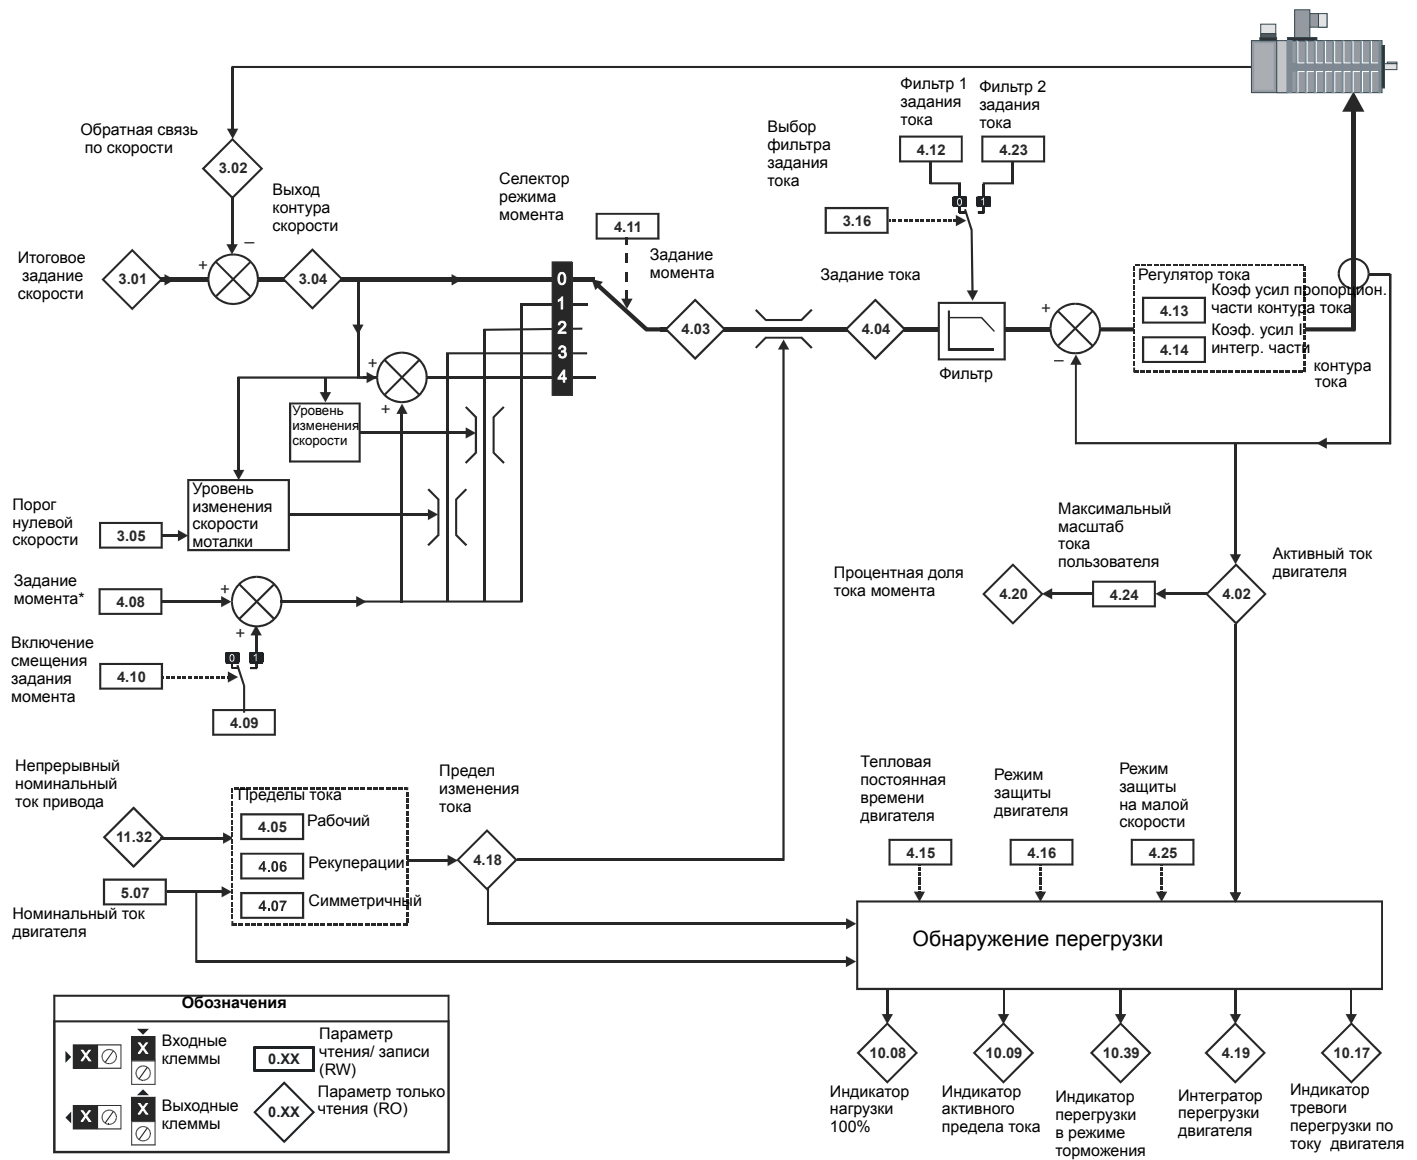 Обратная связь
по скорости
3.02
Выход
контура
скорости
Итоговое
задание
скорости
3.01
3.04
+
–
Селектор
режима
момента
4.11
Задание
момента
0
1
2
3
4
4.03
Выбор
фильтра
задания
тока
3.16
Фильтр 1
задания
тока
Фильтр 2
задания
тока
4.12
4.23
0
1
Задание тока
4.04
Фильтр
+
–
Регулятор тока
4.13
Коэф усил пропорцион.
части контура тока
4.14
Коэф. усил I
интегр. части
контура
тока
+
+
Уровень
изменения
скорости
Уровень
изменения
скорости
моталки
Порог
нулевой
скорости
3.05
Задание
момента*
4.08
+
+
Включение
смещения
задания
момента
4.10
0
1
4.09
Максимальный
масштаб
тока
пользователя
Активный ток
двигателя
Процентная доля
тока момента
4.20
4.24
4.02
Непрерывный
номинальный
ток привода
11.32
5.07
Номинальный ток
двигателя
Пределы тока
4.05
Рабочий
4.06
Рекуперации
4.07
Симметричный
Предел
изменения
тока
4.18
Тепловая
постоянная
времени
двигателя
4.15
Режим
защиты
двигателя
4.16
Режим
защиты
на малой
скорости
4.25
Обнаружение перегрузки
10.08
10.09
10.39
4.19
10.17
Индикатор
нагрузки
100%
Индикатор
активного
предела тока
Индикатор
перегрузки
в режиме
торможения
Интегратор
перегрузки
двигателя
Индикатор
тревоги
перегрузки по
току двигателя
Обозначения
X
X
Входные
клеммы
X
X
Выходные
клеммы
0.XX
Параметр
чтения/ записи
(RW)
0.XX
Параметр только
чтения (RO)